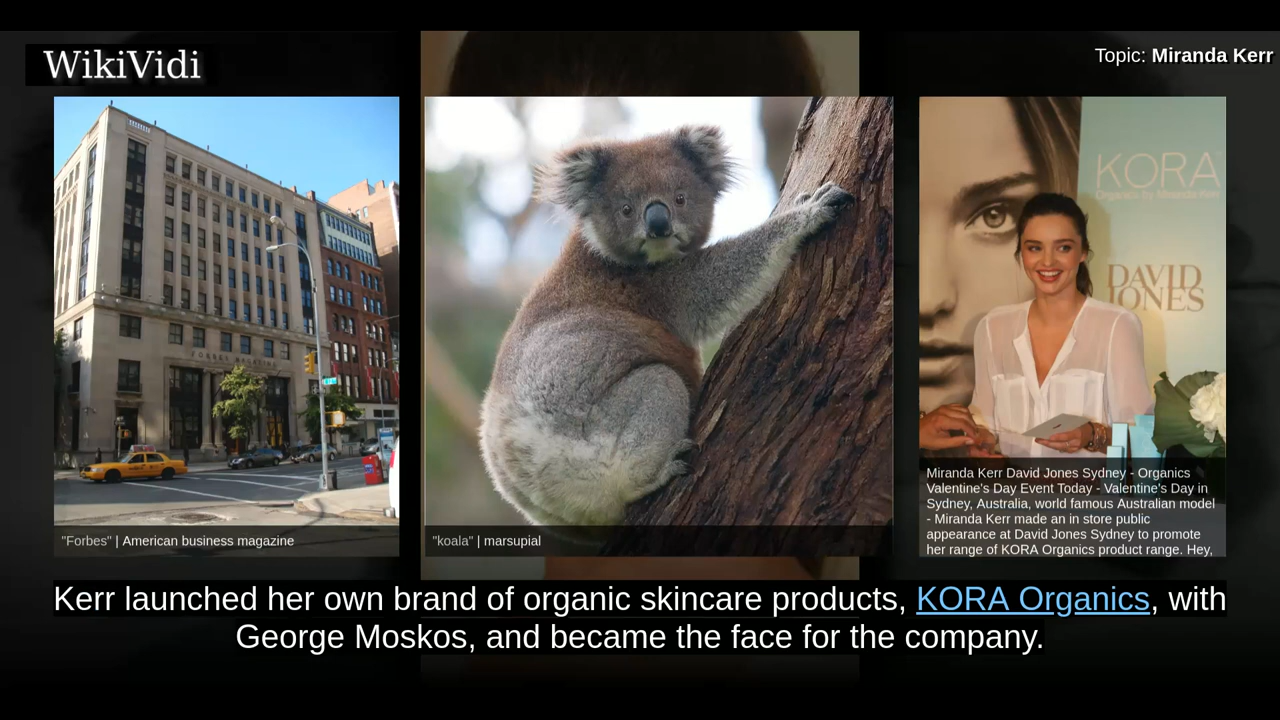 WikiVidi
Topic: Miranda Kerr
FORBES MAGAZINE
KORA
Organics by Miranda Kerr
DAVID
JONES
"Forbes" | American business magazine
"koala" | marsupial
Miranda Kerr David Jones Sydney - Organics
Valentine's Day Event Today - Valentine's Day in
Sydney, Australia, world famous Australian model
- Miranda Kerr made an in store public
appearance at David Jones Sydney to promote
her range of KORA Organics product range. Hey,
Kerr launched her own brand of organic skincare products, KORA Organics, with
George Moskos, and became the face for the company.